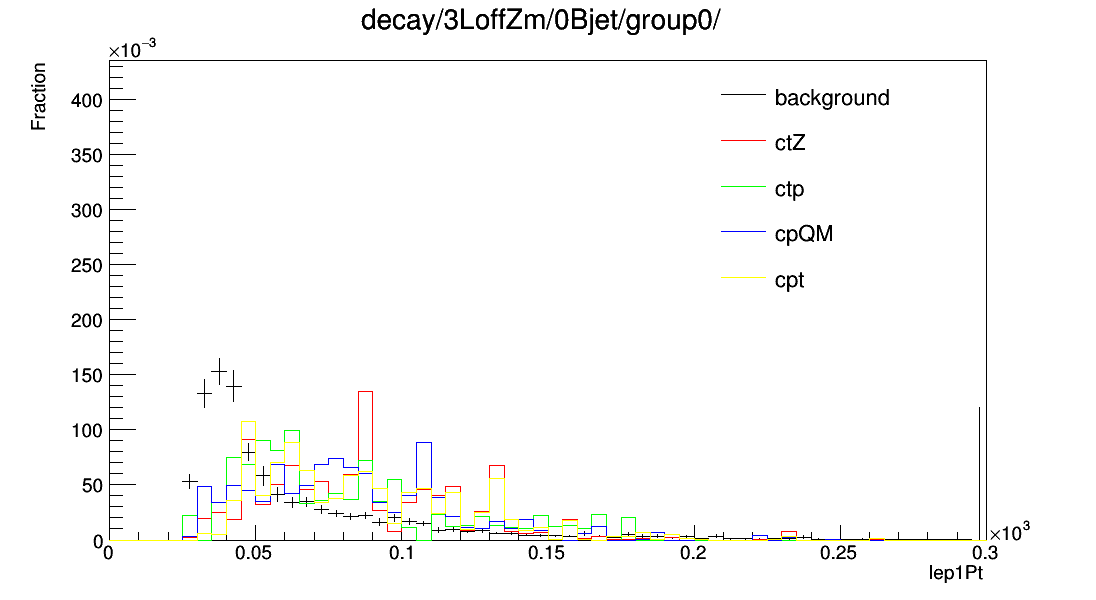 decay/3LoffZm/0Bjet/group0/
×10⁻³
Fraction
400
350
300
250
200
150
100
50
0
background
ctZ
ctp
cpQM
cpt
0 0.05 0.1 0.15 0.2 0.25 0.3
×10³
lep1Pt